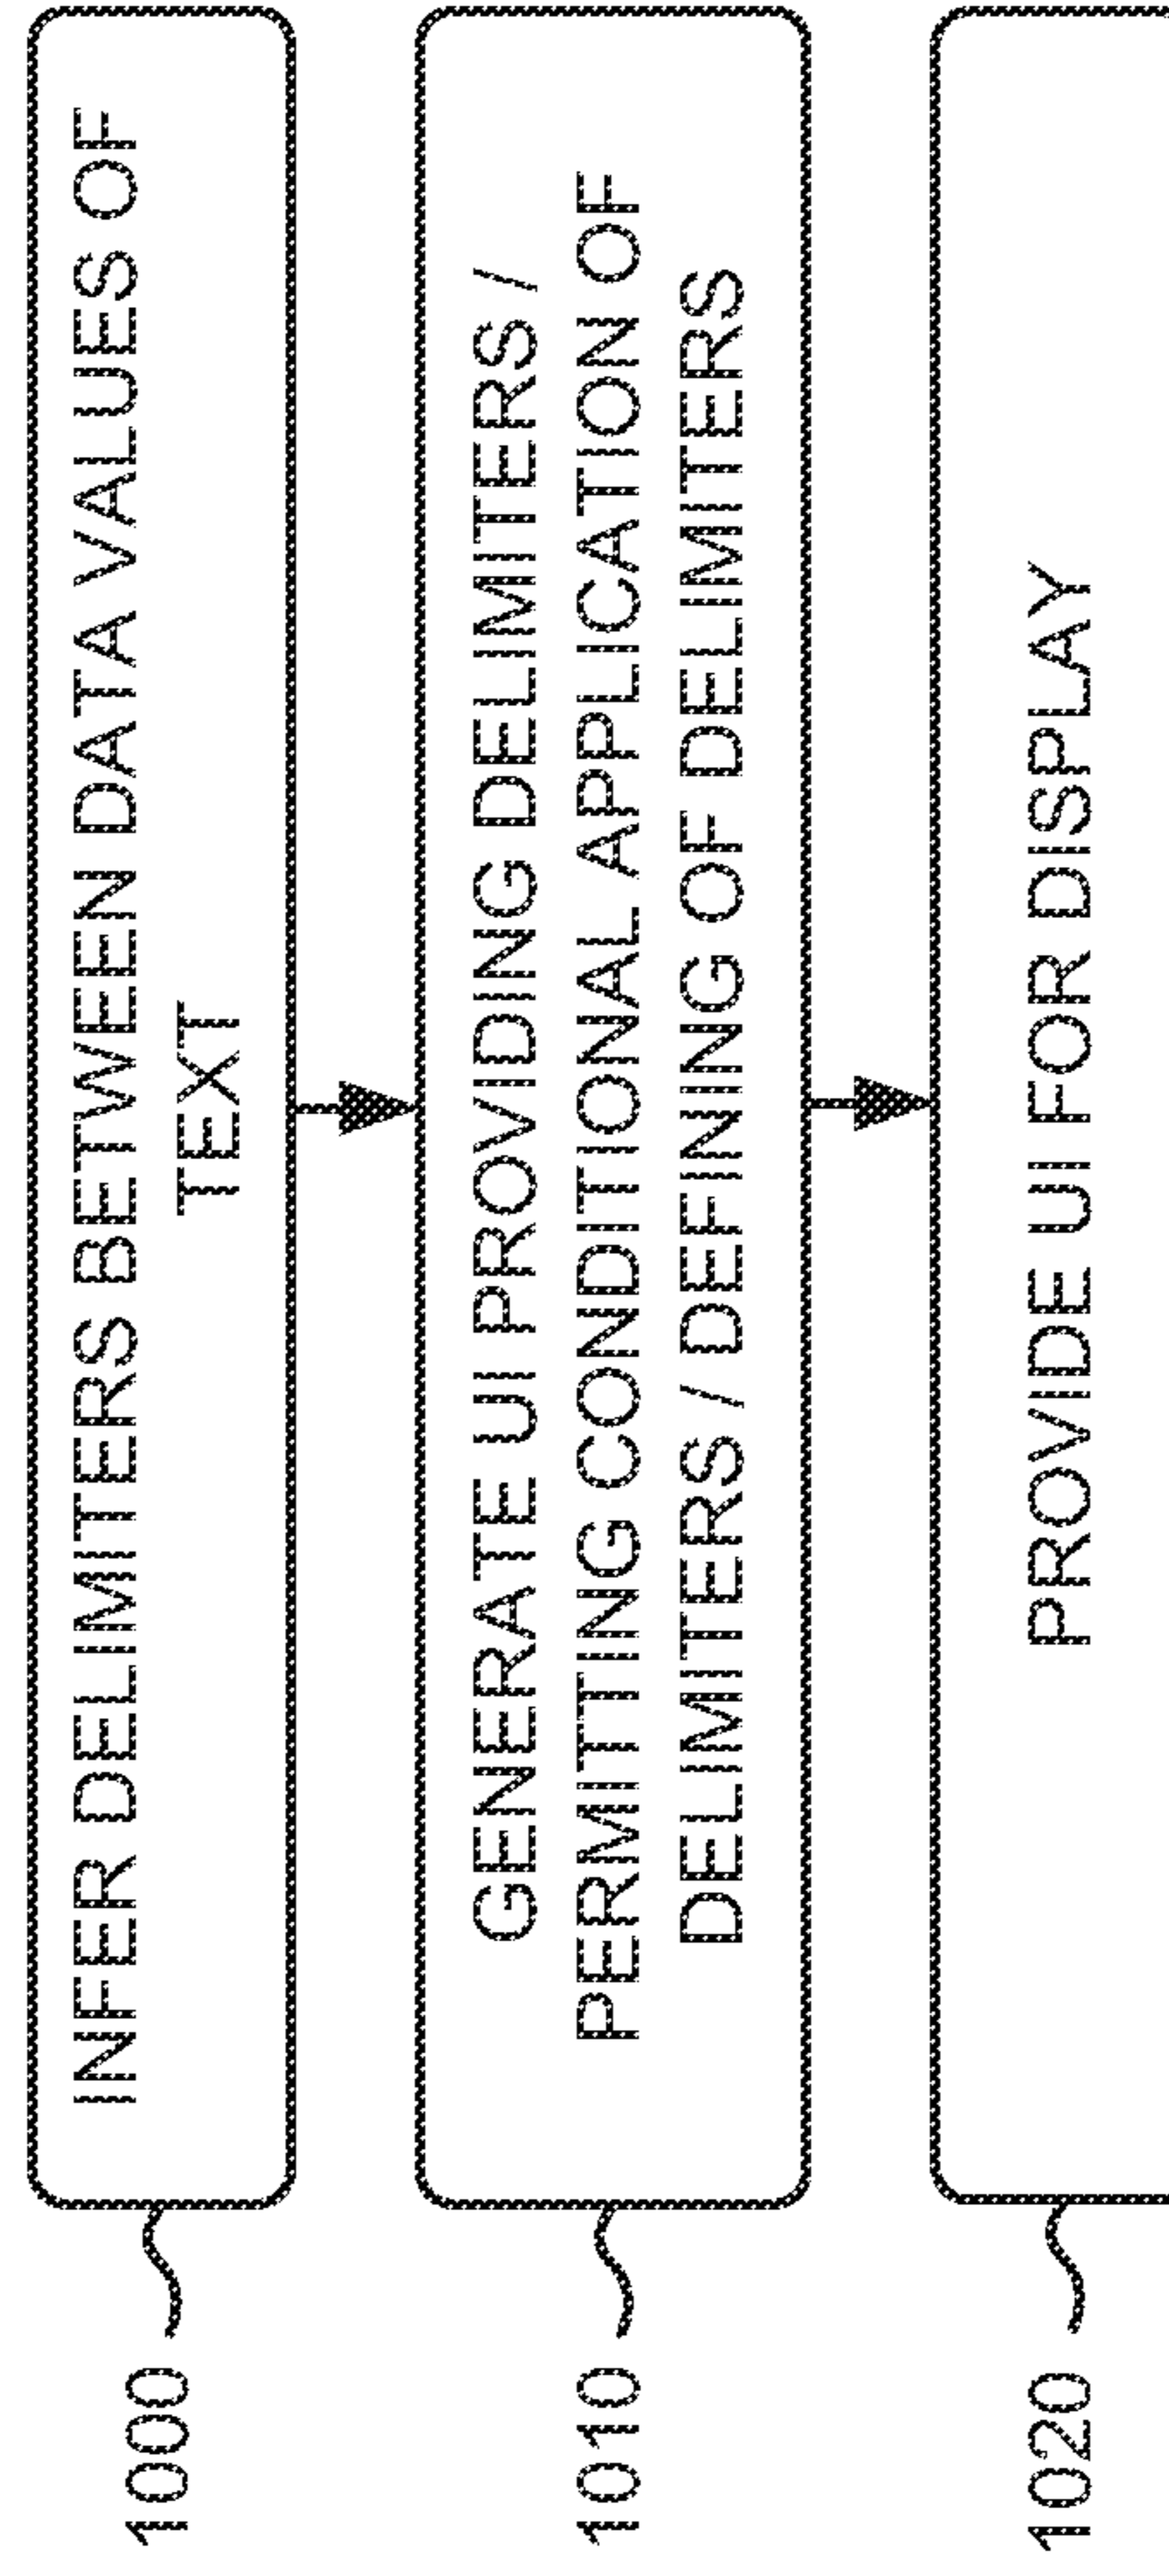 1000
INFER DELIMITERS BETWEEN DATA VALUES OF
TEXT
1010
GENERATE UI PROVIDING DELIMITERS /
PERMITTING CONDITIONAL APPLICATION OF
DELIMITERS / DEFINING OF DELIMITERS
1020
PROVIDE UI FOR DISPLAY